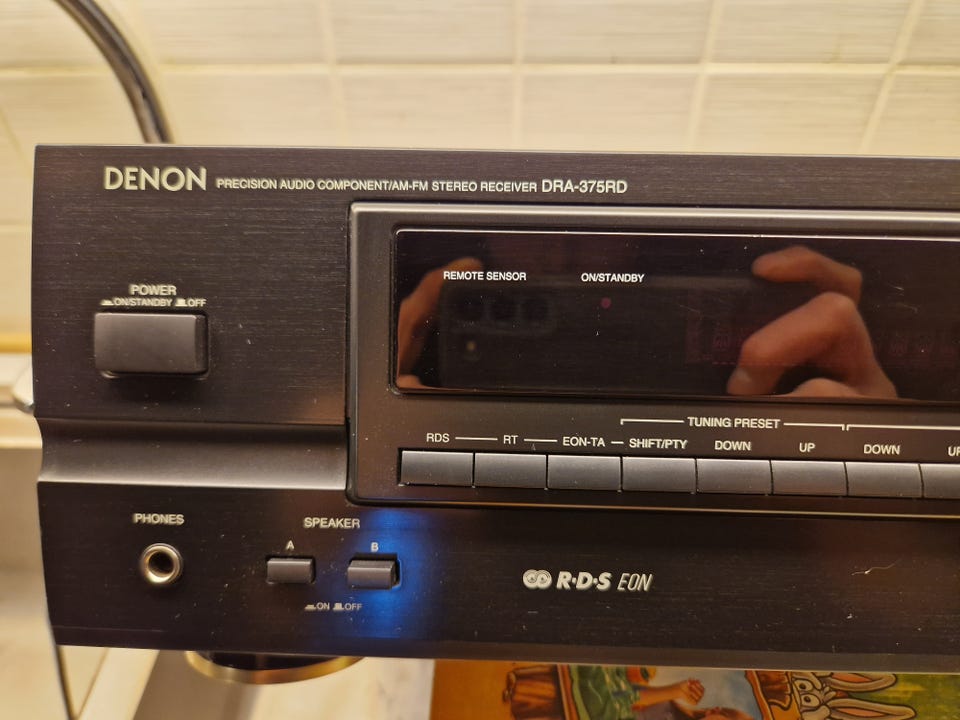 DENON PRECISION AUDIO COMPONENT/AM-FM STEREO RECEIVER DRA-375RD
REMOTE SENSOR ON/STANDBY
POWER
ON/STANDBY OFF
TUNING PRESET
RDS RT EON-TA SHIFT/PTY DOWN UP DOWN
PHONES SPEAKER
A B
ON OFF
R·D·S EON